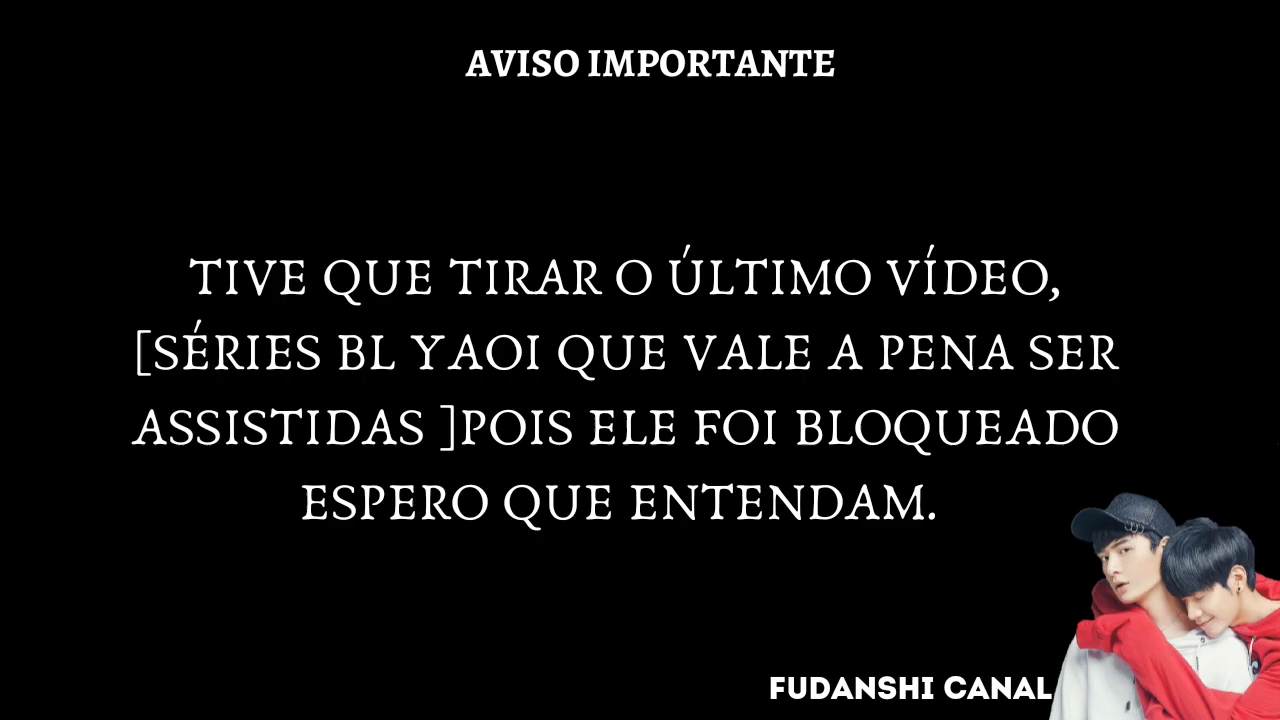 AVISO IMPORTANTE
TIVE QUE TIRAR O ÚLTIMO VÍDEO,
[SÉRIES BL YAOI QUE VALE A PENA SER
ASSISTIDAS ]POIS ELE FOI BLOQUEADO
ESPERO QUE ENTENDAM.
FUDANSHI CANAL